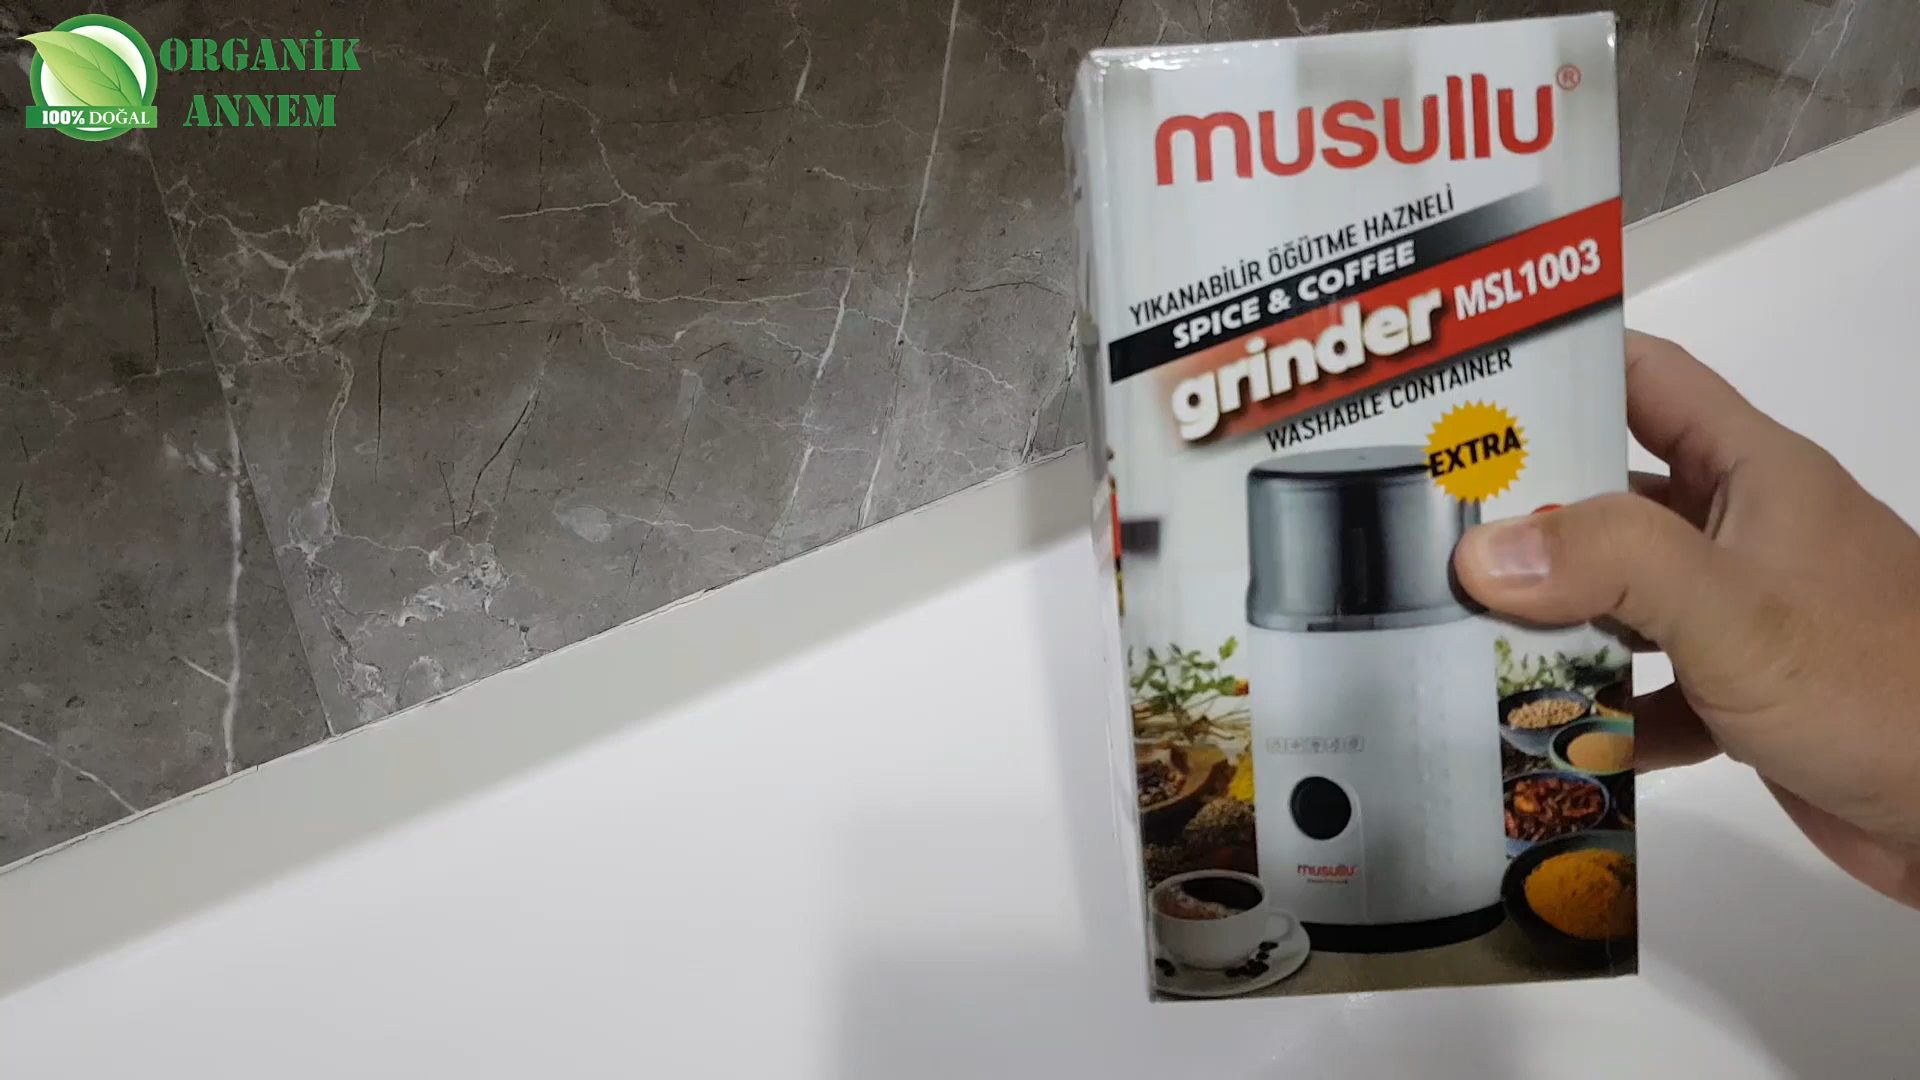 ORGANİK
ANNEM
100% DOĞAL
musullu®
YIKANABİLİR ÖĞÜTME HAZNELİ
SPICE & COFFEE
grinder MSL1003
WASHABLE CONTAINER
EXTRA
musullu